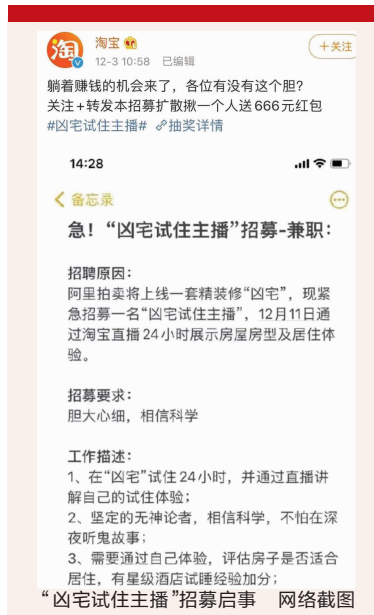 淘
淘宝
+关注
12-3 10:58 已编辑
躺着赚钱的机会来了，各位有没有这个胆？
关注+转发本招募扩散揪一个人送666元红包
#凶宅试住主播# 抽奖详情
14:28
备忘录
急！“凶宅试住主播”招募-兼职：
招聘原因：
阿里拍卖将上线一套精装修“凶宅”，现紧
急招募一名“凶宅试住主播”，12月11日通
过淘宝直播24小时展示房屋房型及居住体
验。
招募要求：
胆大心细，相信科学
工作描述：
1、在“凶宅”试住24小时，并通过直播讲
解自己的试住体验；
2、坚定的无神论者，相信科学，不怕在深
夜听鬼故事；
3、需要通过自己体验，评估房子是否适合
居住，有星级酒店试睡经验加分；
“凶宅试住主播”招募启事 网络截图